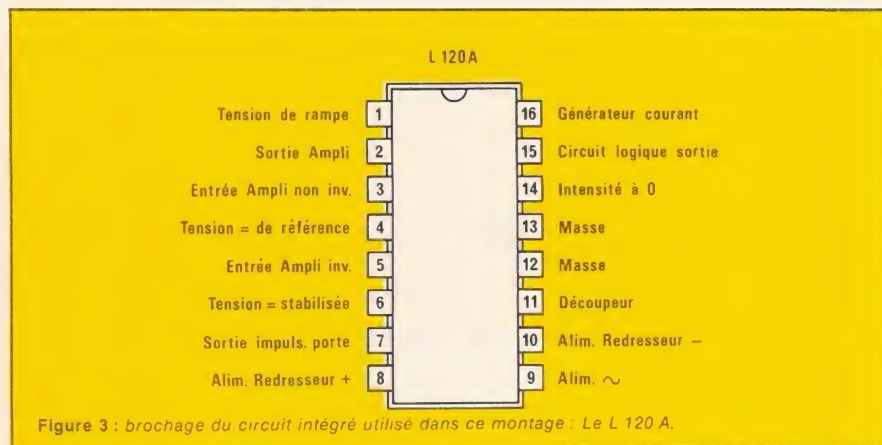 L 120 A
Tension de rampe 1
Sortie Ampli 2
Entrée Ampli non inv. 3
Tension = de référence 4
Entrée Ampli inv. 5
Tension = stabilisée 6
Sortie impuls. porte 7
Alim. Redresseur + 8
16 Générateur courant
15 Circuit logique sortie
14 Intensité à 0
13 Masse
12 Masse
11 Découpeur
10 Alim. Redresseur −
9 Alim. ∼
Figure 3 : brochage du circuit intégré utilisé dans ce montage : Le L 120 A.